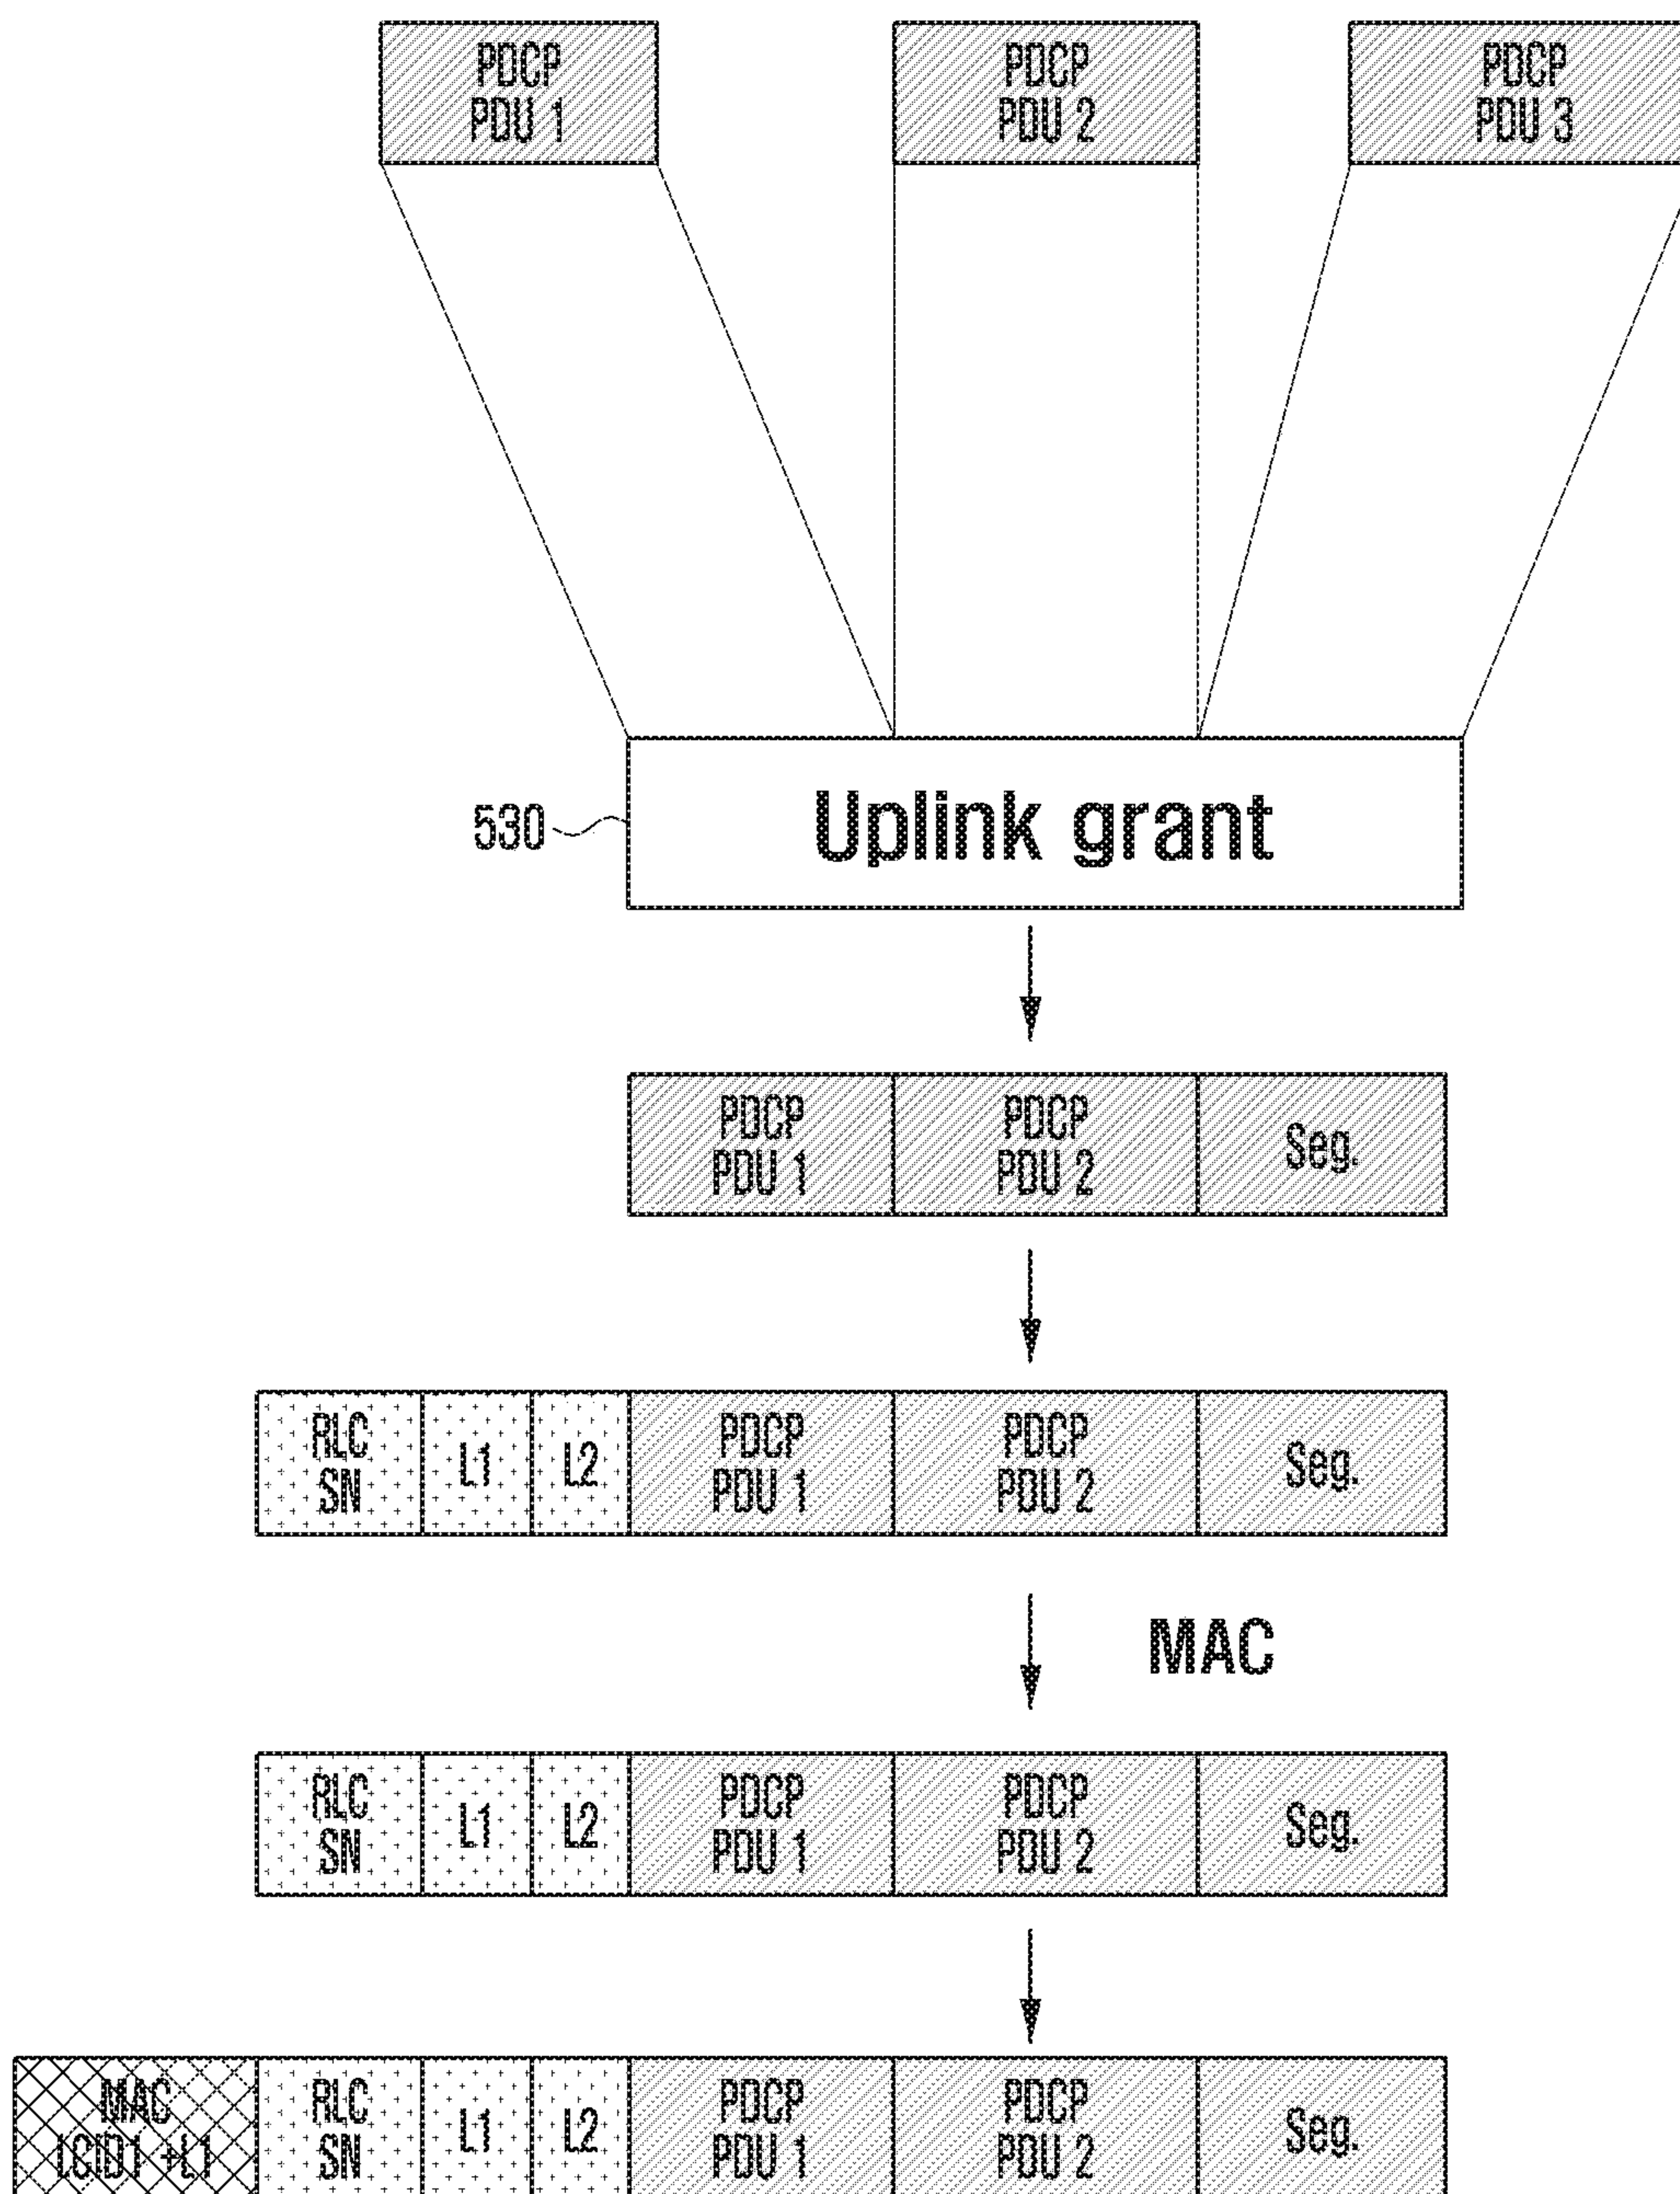 PDCP
PDU 1
PDCP
PDU 2
PDCP
PDU 3
530
Uplink grant
PDCP
PDU 1
PDCP
PDU 2
Seg.
RLC
SN
L1
L2
PDCP
PDU 1
PDCP
PDU 2
Seg.
MAC
RLC
SN
L1
L2
PDCP
PDU 1
PDCP
PDU 2
Seg.
MAC
LCID1 +L1
RLC
SN
L1
L2
PDCP
PDU 1
PDCP
PDU 2
Seg.